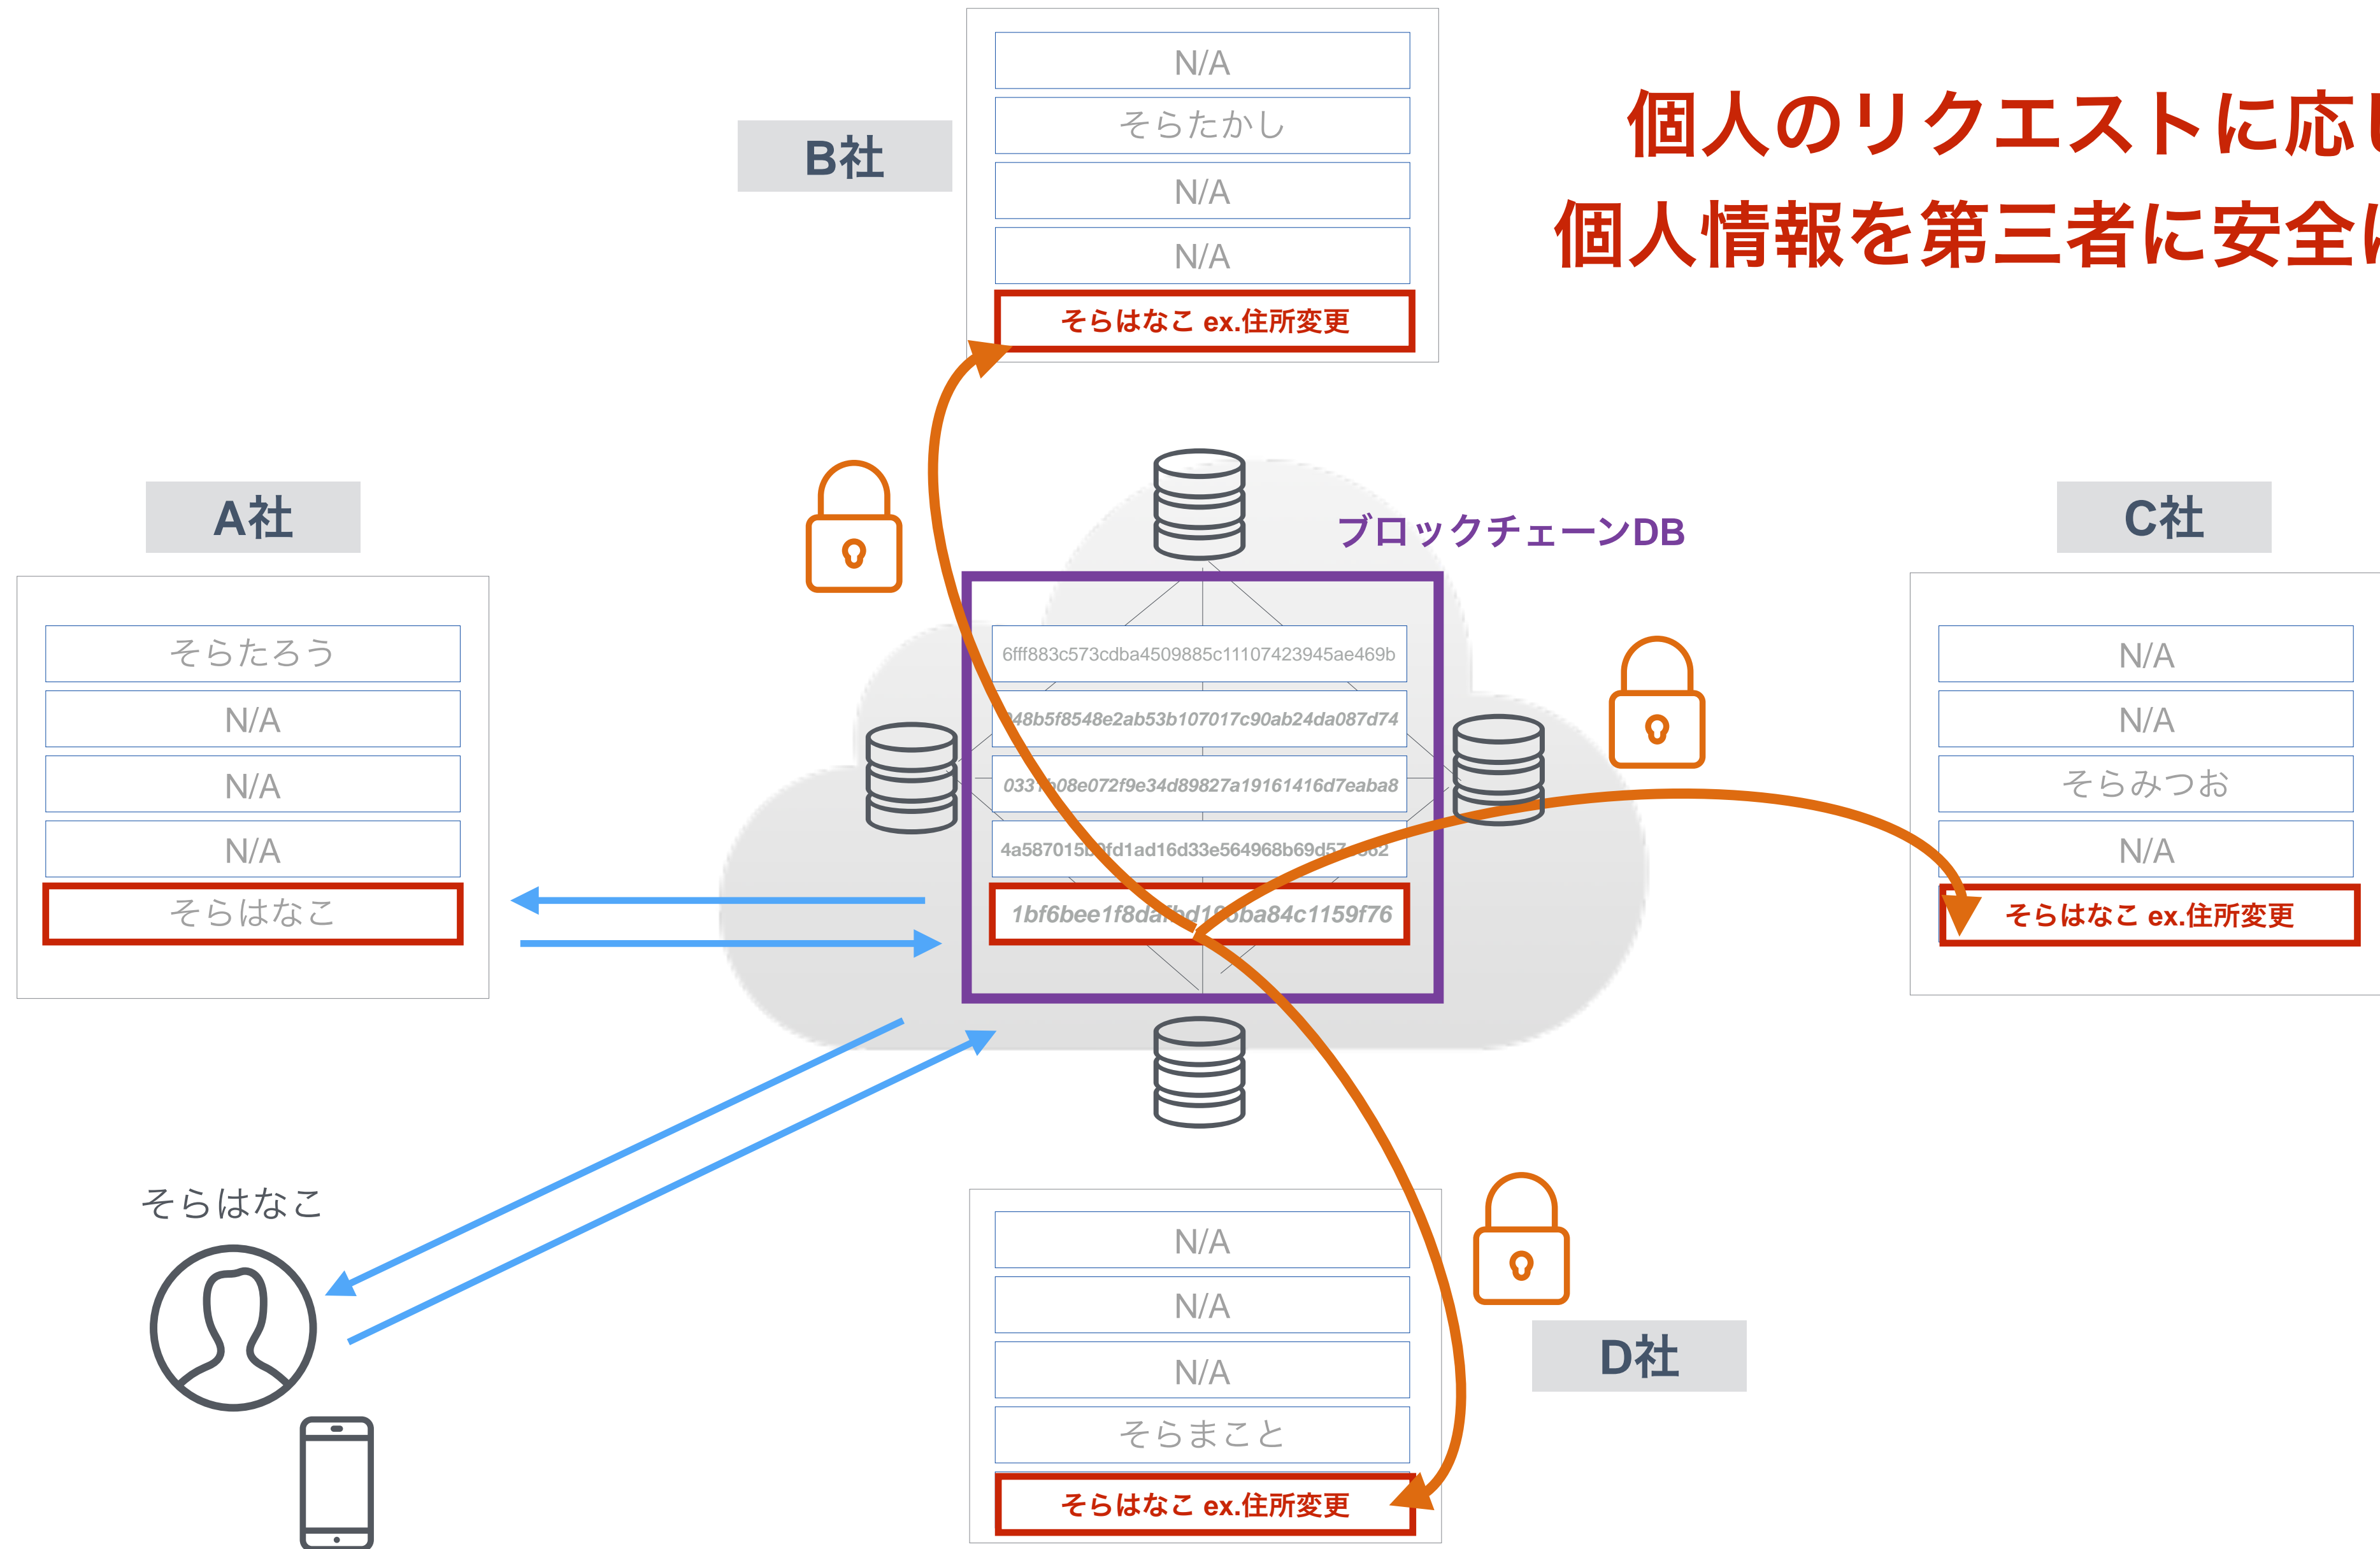 個人のリクエストに応じ
個人情報を第三者に安全に
B社
N/A
そらたかし
N/A
N/A
そらはなこ ex.住所変更
A社
そらたろう
N/A
N/A
N/A
そらはなこ
ブロックチェーンDB
6fff883c573cdba4509885c11107423945ae469b
C社
N/A
N/A
そらみつお
N/A
そらはなこ ex.住所変更
そらはなこ
N/A
N/A
N/A
そらまこと
そらはなこ ex.住所変更
D社